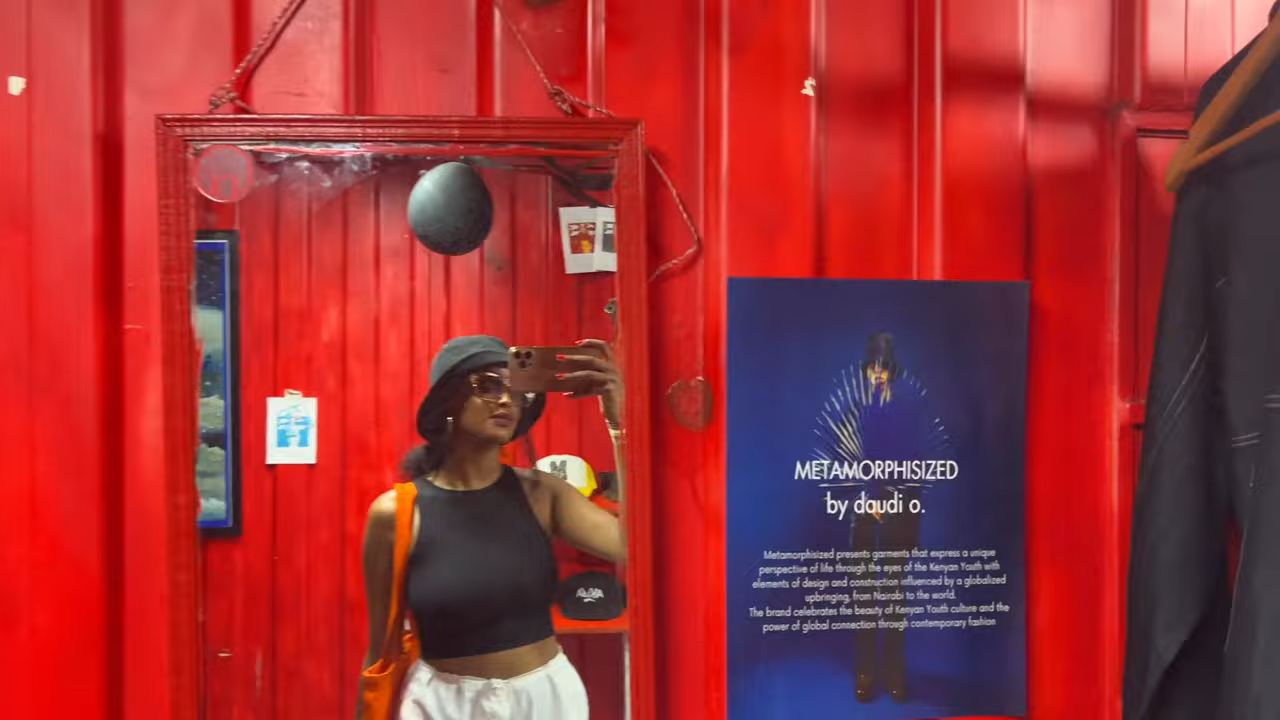 METAMORPHISIZED
by daudi o.
Metamorphisized presents garments that express a unique
perspective of life through the eyes of the Kenyan Youth with
elements of design and construction influenced by a globalized
upbringing, from Nairobi to the world.
The brand celebrates the beauty of Kenyan Youth culture and the
power of global connection through contemporary fashion